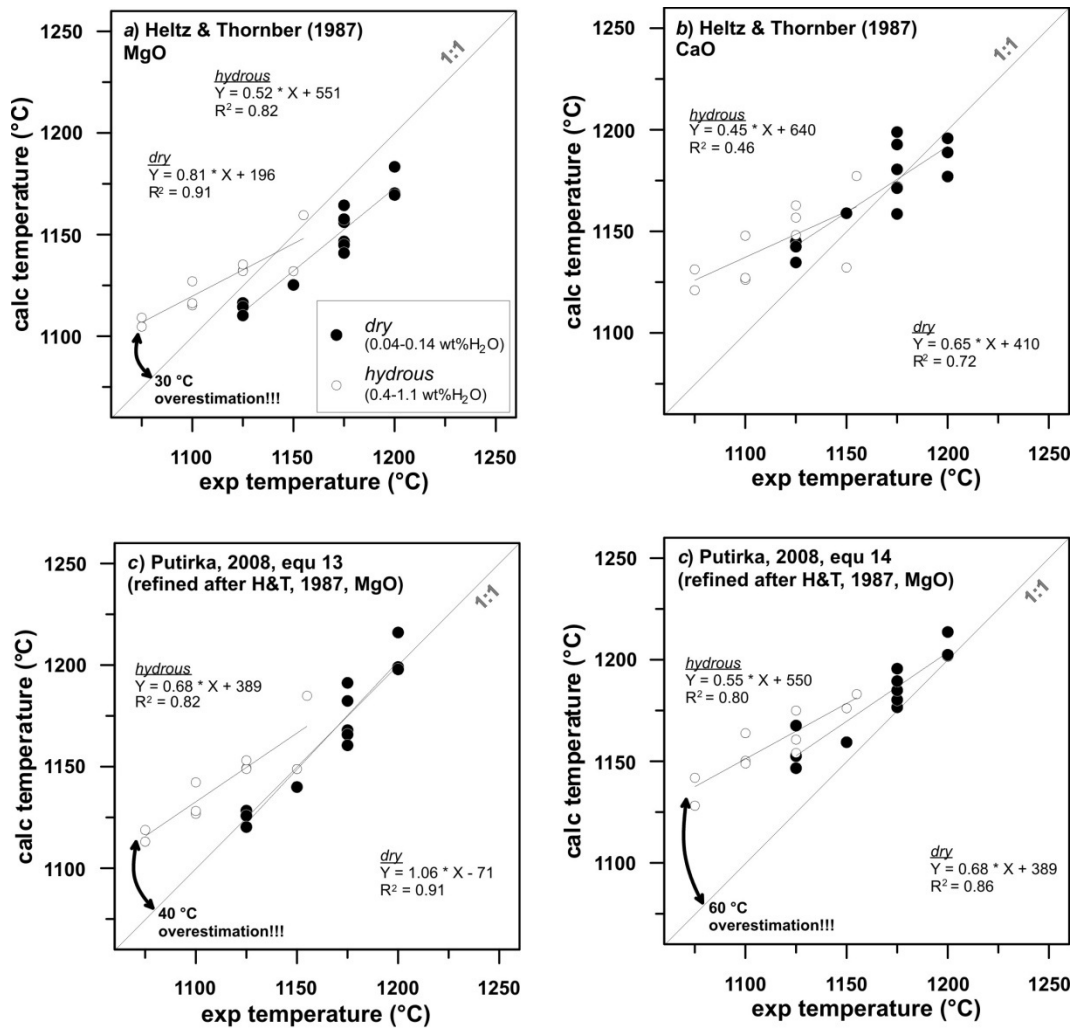 a) Heltz & Thornber (1987)
MgO
1:1
hydrous
Y = 0.52 * X + 551
R² = 0.82
dry
Y = 0.81 * X + 196
R² = 0.91
30 °C
overestimation!!!
dry
(0.04-0.14 wt%H₂O)
hydrous
(0.4-1.1 wt%H₂O)
1250
1200
1150
1100
calc temperature (°C)
1100 1150 1200 1250
exp temperature (°C)
b) Heltz & Thornber (1987)
CaO
1:1
hydrous
Y = 0.45 * X + 640
R² = 0.46
dry
Y = 0.65 * X + 410
R² = 0.72
1250
1200
1150
1100
calc temperature (°C)
1100 1150 1200 1250
exp temperature (°C)
c) Putirka, 2008, equ 13
(refined after H&T, 1987, MgO)
1:1
hydrous
Y = 0.68 * X + 389
R² = 0.82
dry
Y = 1.06 * X - 71
R² = 0.91
40 °C
overestimation!!!
1250
1200
1150
1100
calc temperature (°C)
1100 1150 1200 1250
exp temperature (°C)
c) Putirka, 2008, equ 14
(refined after H&T, 1987, MgO)
1:1
hydrous
Y = 0.55 * X + 550
R² = 0.80
dry
Y = 0.68 * X + 389
R² = 0.86
60 °C
overestimation!!!
1250
1200
1150
1100
calc temperature (°C)
1100 1150 1200 1250
exp temperature (°C)